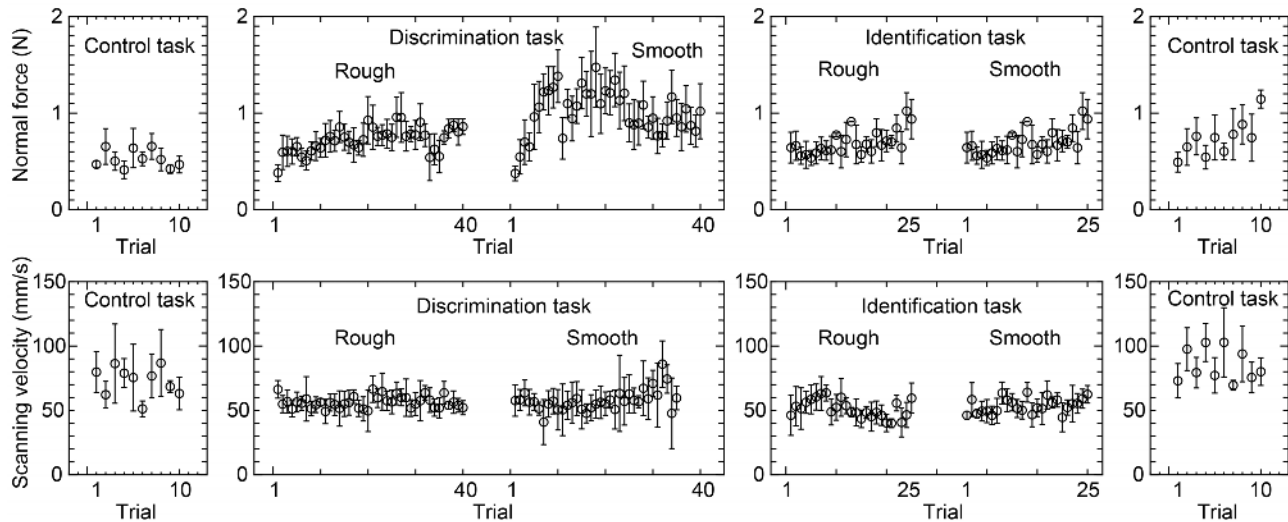 Normal force (N)
2
1
0
Control task
1 10
Trial
2
1
0
Discrimination task
Rough
Smooth
1 40 1 40
Trial
2
1
0
Identification task
Rough
Smooth
1 25 1 25
Trial
2
1
0
Control task
1 10
Trial
Scanning velocity (mm/s)
150
100
50
0
Control task
1 10
Trial
150
100
50
0
Discrimination task
Rough
Smooth
1 40 1 40
Trial
150
100
50
0
Identification task
Rough
Smooth
1 25 1 25
Trial
150
100
50
0
Control task
1 10
Trial